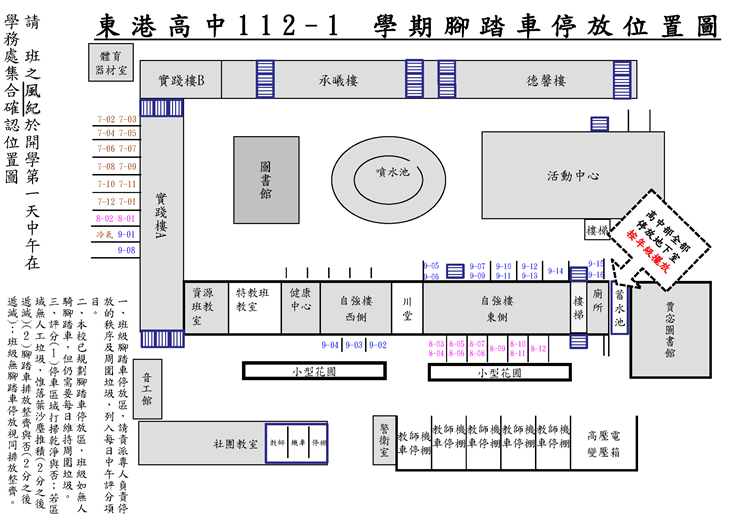 東港高中112-1 學期腳踏車停放位置圖
請 班之風紀於開學第一天中午在
學務處集合確認位置圖
體育
器材室
實踐樓B
承曦樓
德馨樓
7-02 7-03
7-04 7-05
7-06 7-07
7-08 7-09
7-10 7-11
7-12 7-01
8-02 8-01
冷氣 9-01
9-08
實踐樓A
圖書館
噴水池
活動中心
樓梯
高中部全部
停放地下室
按年級擺放
9-05 9-07 9-10 9-12 9-15
9-05 9-09 9-11 9-13 9-14 9-16
資源
班教
室
特教班
教室
健康
中心
自強樓
西側
川堂
自強樓
東側
樓梯
廁所
蓄水池
賈宓圖書館
9-04 9-03 9-02
8-03 8-05 8-07 8-09 8-10 8-12
8-04 8-06 8-08 8-11
小型花園
小型花圃
音工館
社團教室
教師 機車 停棚
警衛室
教師機車停棚
教師機車停棚
教師機車停棚
教師機車停棚
高壓電
變壓箱
一、班級腳踏車停放區，請責派專人負責停
放的秩序及周圍垃圾，列入每日中午評分項
目。
二、本校已規劃腳踏車停放區，班級如無人
騎腳踏車，但仍需要每日維持周圍垃圾。
三、評分(1)停車區域打掃乾淨與否；若區
域無人工垃圾，惟落葉沙塵推積(2分之後
遞減)(2)腳踏車排放整齊與否(2分之後
遞減)；班級無腳踏車停放視同排放整齊。